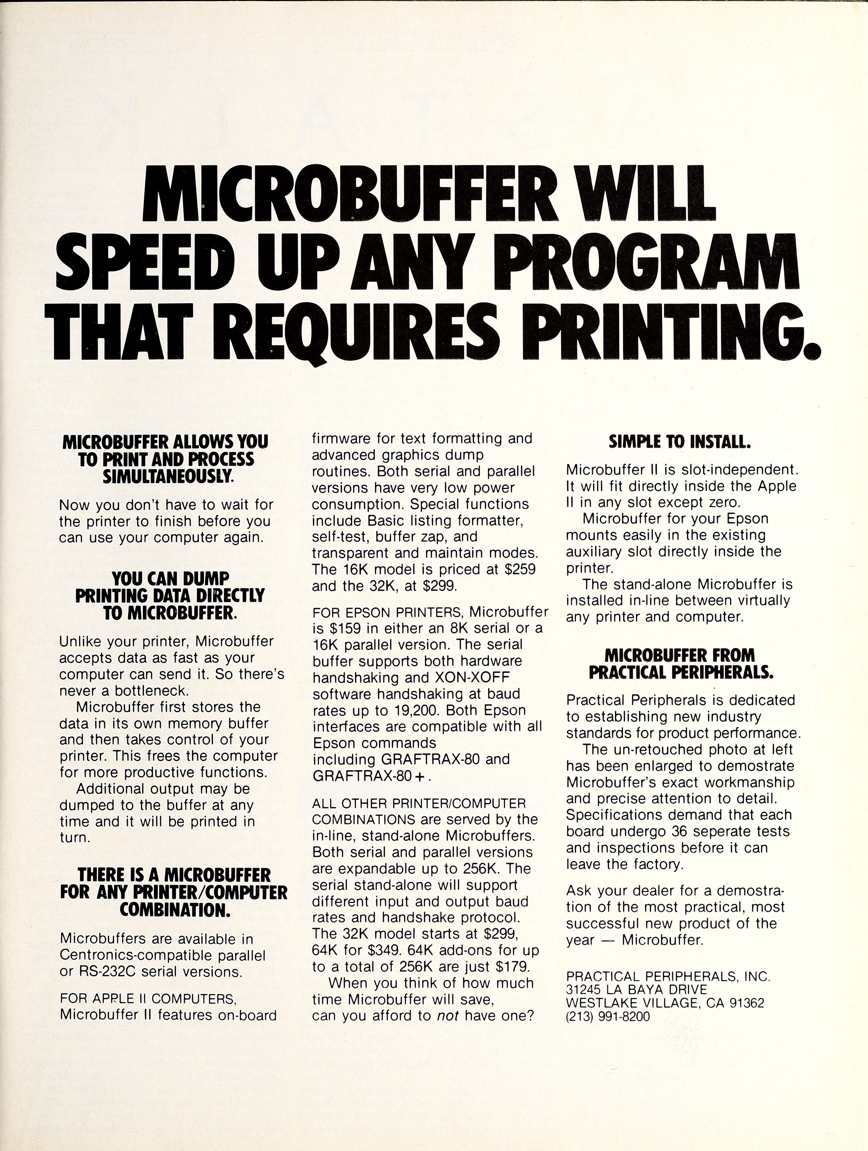 MICROBUFFER WILL
SPEED UP ANY PROGRAM
THAT REQUIRES PRINTING.
MICROBUFFER ALLOWS YOU
TO PRINT AND PROCESS
SIMULTANEOUSLY.
Now you don't have to wait for
the printer to finish before you
can use your computer again.
YOU CAN DUMP
PRINTING DATA DIRECTLY
TO MICROBUFFER.
Unlike your printer, Microbuffer
accepts data as fast as your
computer can send it. So there's
never a bottleneck.
Microbuffer first stores the
data in its own memory buffer
and then takes control of your
printer. This frees the computer
for more productive functions.
Additional output may be
dumped to the buffer at any
time and it will be printed in
turn.
THERE IS A MICROBUFFER
FOR ANY PRINTER/COMPUTER
COMBINATION.
Microbuffers are available in
Centronics-compatible parallel
or RS-232C serial versions.
FOR APPLE II COMPUTERS,
Microbuffer II features on-board
firmware for text formatting and
advanced graphics dump
routines. Both serial and parallel
versions have very low power
consumption. Special functions
include Basic listing formatter,
self-test, buffer zap, and
transparent and maintain modes.
The 16K model is priced at $259
and the 32K, at $299.
FOR EPSON PRINTERS, Microbuffer
is $159 in either an 8K serial or a
16K parallel version. The serial
buffer supports both hardware
handshaking and XON-XOFF
software handshaking at baud
rates up to 19,200. Both Epson
interfaces are compatible with all
Epson commands
including GRAFTRAX-80 and
GRAFTRAX-80+.
ALL OTHER PRINTER/COMPUTER
COMBINATIONS are served by the
in-line, stand-alone Microbuffers.
Both serial and parallel versions
are expandable up to 256K. The
serial stand-alone will support
different input and output baud
rates and handshake protocol.
The 32K model starts at $299,
64K for $349. 64K add-ons for up
to a total of 256K are just $179.
When you think of how much
time Microbuffer will save,
can you afford to not have one?
SIMPLE TO INSTALL.
Microbuffer II is slot-independent.
It will fit directly inside the Apple
II in any slot except zero.
Microbuffer for your Epson
mounts easily in the existing
auxiliary slot directly inside the
printer.
The stand-alone Microbuffer is
installed in-line between virtually
any printer and computer.
MICROBUFFER FROM
PRACTICAL PERIPHERALS.
Practical Peripherals is dedicated
to establishing new industry
standards for product performance.
The un-retouched photo at left
has been enlarged to demostrate
Microbuffer's exact workmanship
and precise attention to detail.
Specifications demand that each
board undergo 36 seperate tests
and inspections before it can
leave the factory.
Ask your dealer for a demostra-
tion of the most practical, most
successful new product of the
year — Microbuffer.
PRACTICAL PERIPHERALS, INC.
31245 LA BAYA DRIVE
WESTLAKE VILLAGE, CA 91362
(213) 991-8200